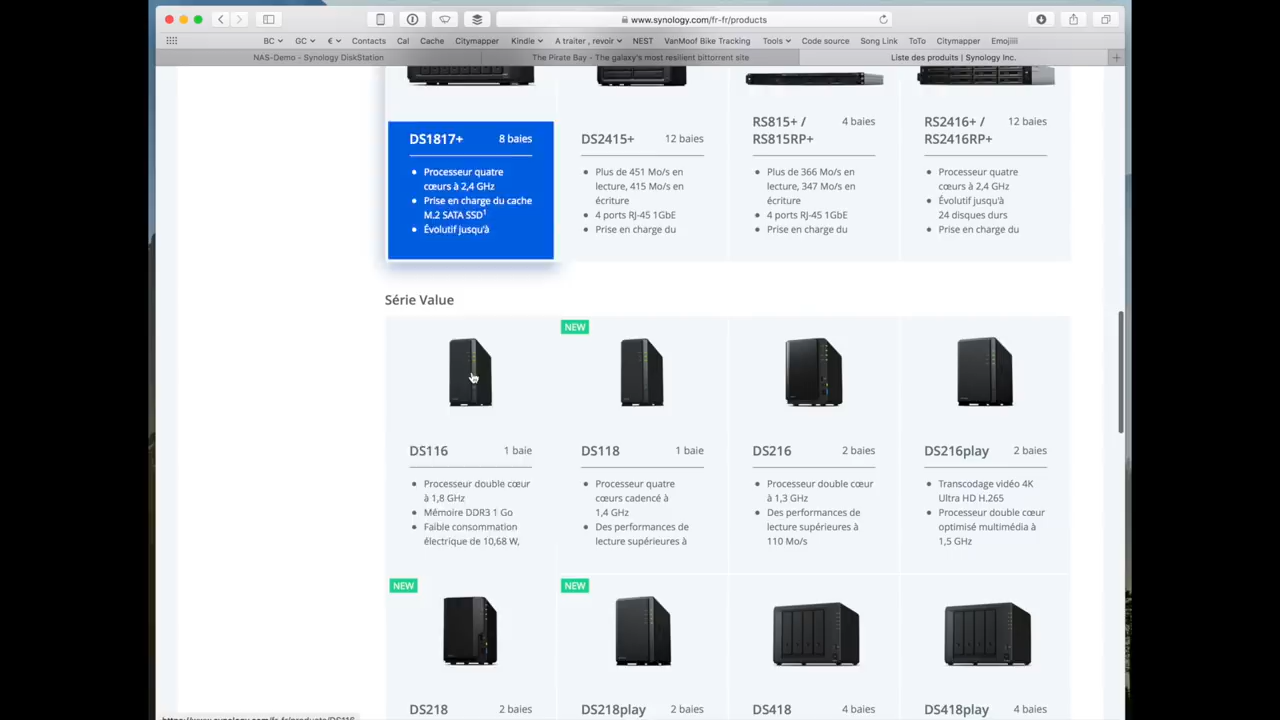 www.synology.com/fr-fr/products
BC GC € Contacts Cal Cache Citymapper Kindle A traiter , revoir NEST VanMoof Bike Tracking Tools Code source Song Link ToTo Citymapper Emojiiii
NAS-Demo - Synology DiskStation
The Pirate Bay - The galaxy's most resilient bittorrent site
Liste des produits | Synology Inc.
DS1817+ 8 baies
Processeur quatre
cœurs à 2,4 GHz
Prise en charge du cache
M.2 SATA SSD1
Évolutif jusqu'à
DS2415+ 12 baies
Plus de 451 Mo/s en
lecture, 415 Mo/s en
écriture
4 ports RJ-45 1GbE
Prise en charge du
RS815+ / 4 baies
RS815RP+
Plus de 366 Mo/s en
lecture, 347 Mo/s en
écriture
4 ports RJ-45 1GbE
Prise en charge du
RS2416+ / 12 baies
RS2416RP+
Processeur quatre
cœurs à 2,4 GHz
Évolutif jusqu'à
24 disques durs
Prise en charge du
Série Value
DS116 1 baie
Processeur double cœur
à 1,8 GHz
Mémoire DDR3 1 Go
Faible consommation
électrique de 10,68 W,
NEW
DS118 1 baie
Processeur quatre
cœurs cadencé à
1,4 GHz
Des performances de
lecture supérieures à
DS216 2 baies
Processeur double cœur
à 1,3 GHz
Des performances de
lecture supérieures à
110 Mo/s
DS216play 2 baies
Transcodage vidéo 4K
Ultra HD H.265
Processeur double cœur
optimisé multimédia à
1,5 GHz
NEW
DS218 2 baies
NEW
DS218play 2 baies
DS418 4 baies
DS418play 4 baies
https://www.synology.com/fr-fr/products/DS116